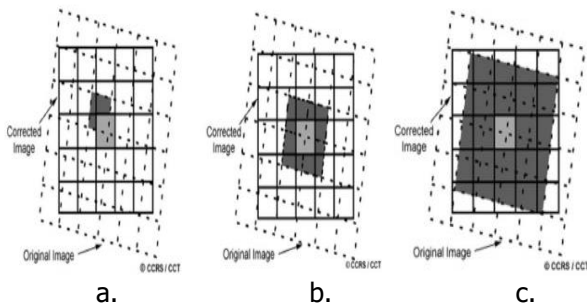 Corrected
Image
Original Image
© CCRS / CCT
a.
Corrected
Image
Original Image
©CCRS / CCT
b.
Corrected
Image
Original Image
© CCRS / CCT
c.